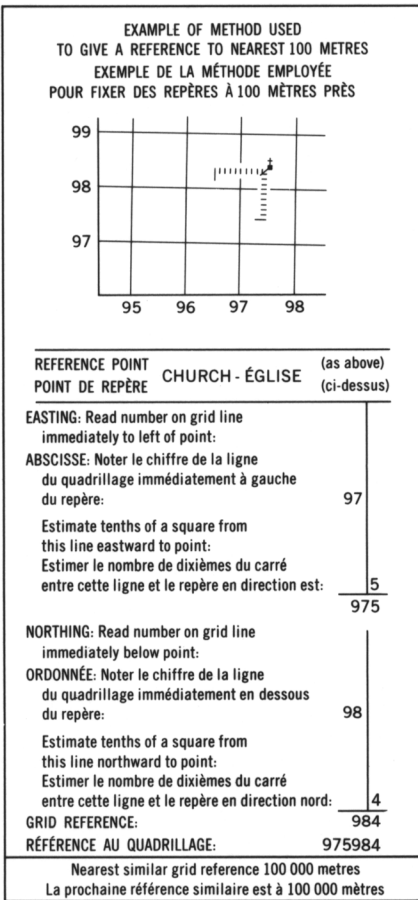 EXAMPLE OF METHOD USED
TO GIVE A REFERENCE TO NEAREST 100 METRES
EXEMPLE DE LA MÉTHODE EMPLOYÉE
POUR FIXER DES REPÈRES À 100 MÈTRES PRÈS
99
98
97
95 96 97 98
REFERENCE POINT
POINT DE REPÈRE
CHURCH - ÉGLISE
(as above)
(ci-dessus)
EASTING: Read number on grid line
immediately to left of point:
ABSCISSE: Noter le chiffre de la ligne
du quadrillage immédiatement à gauche
du repère: 97
Estimate tenths of a square from
this line eastward to point:
Estimer le nombre de dixièmes du carré
entre cette ligne et le repère en direction est: 5
975
NORTHING: Read number on grid line
immediately below point:
ORDONNÉE: Noter le chiffre de la ligne
du quadrillage immédiatement en dessous
du repère: 98
Estimate tenths of a square from
this line northward to point:
Estimer le nombre de dixièmes du carré
entre cette ligne et le repère en direction nord: 4
GRID REFERENCE: 984
RÉFÉRENCE AU QUADRILLAGE: 975984
Nearest similar grid reference 100 000 metres
La prochaine référence similaire est à 100 000 mètres